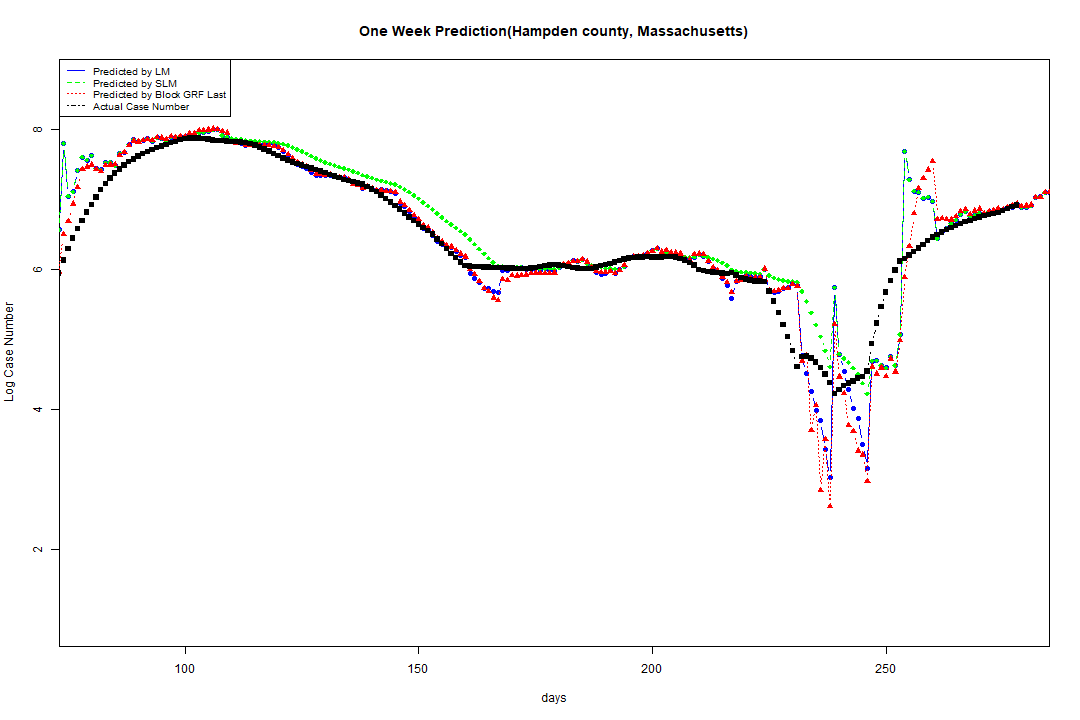 One Week Prediction(Hampden county, Massachusetts)
Predicted by LM
Predicted by SLM
Predicted by Block GRF Last
Actual Case Number
8
6
4
2
Log Case Number
100
150
200
250
days